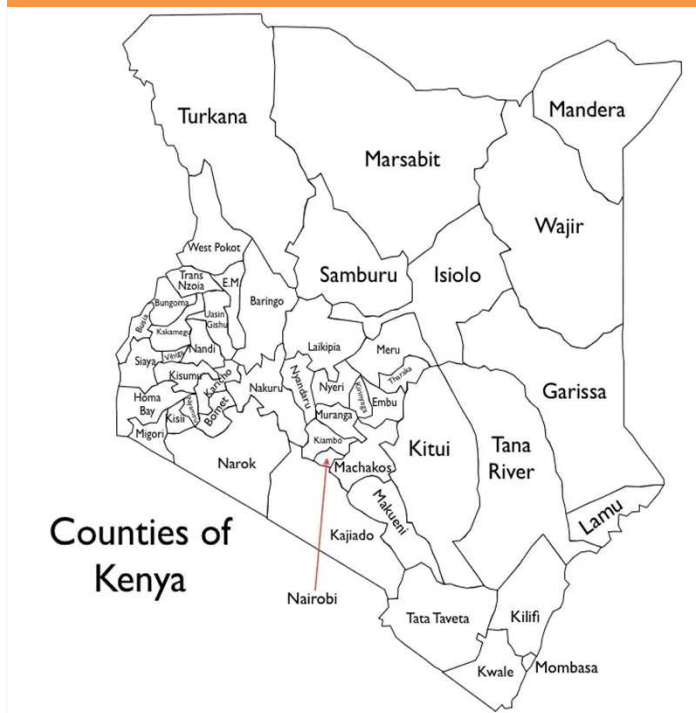 Turkana
Mandera
Marsabit
Wajir
West Pokot
Samburu
Isiolo
Trans
Nzoia
E.M.
Baringo
Bungoma
Busia
Uasin
Gishu
Kakamega
Laikipia
Meru
Nandi
Vihiga
Siaya
Tharaka
Kisumu
Kericho
Nakuru
Nyandaru
Nyeri
Kirinyaga
Embu
Garissa
Homa
Bay
Nyamira
Kisii
Bomet
Muranga
Migori
Kiambo
Kitui
Tana
River
Narok
Machakos
Makueni
Lamu
Counties of
Kenya
Kajiado
Nairobi
Tata Taveta
Kilifi
Kwale
Mombasa